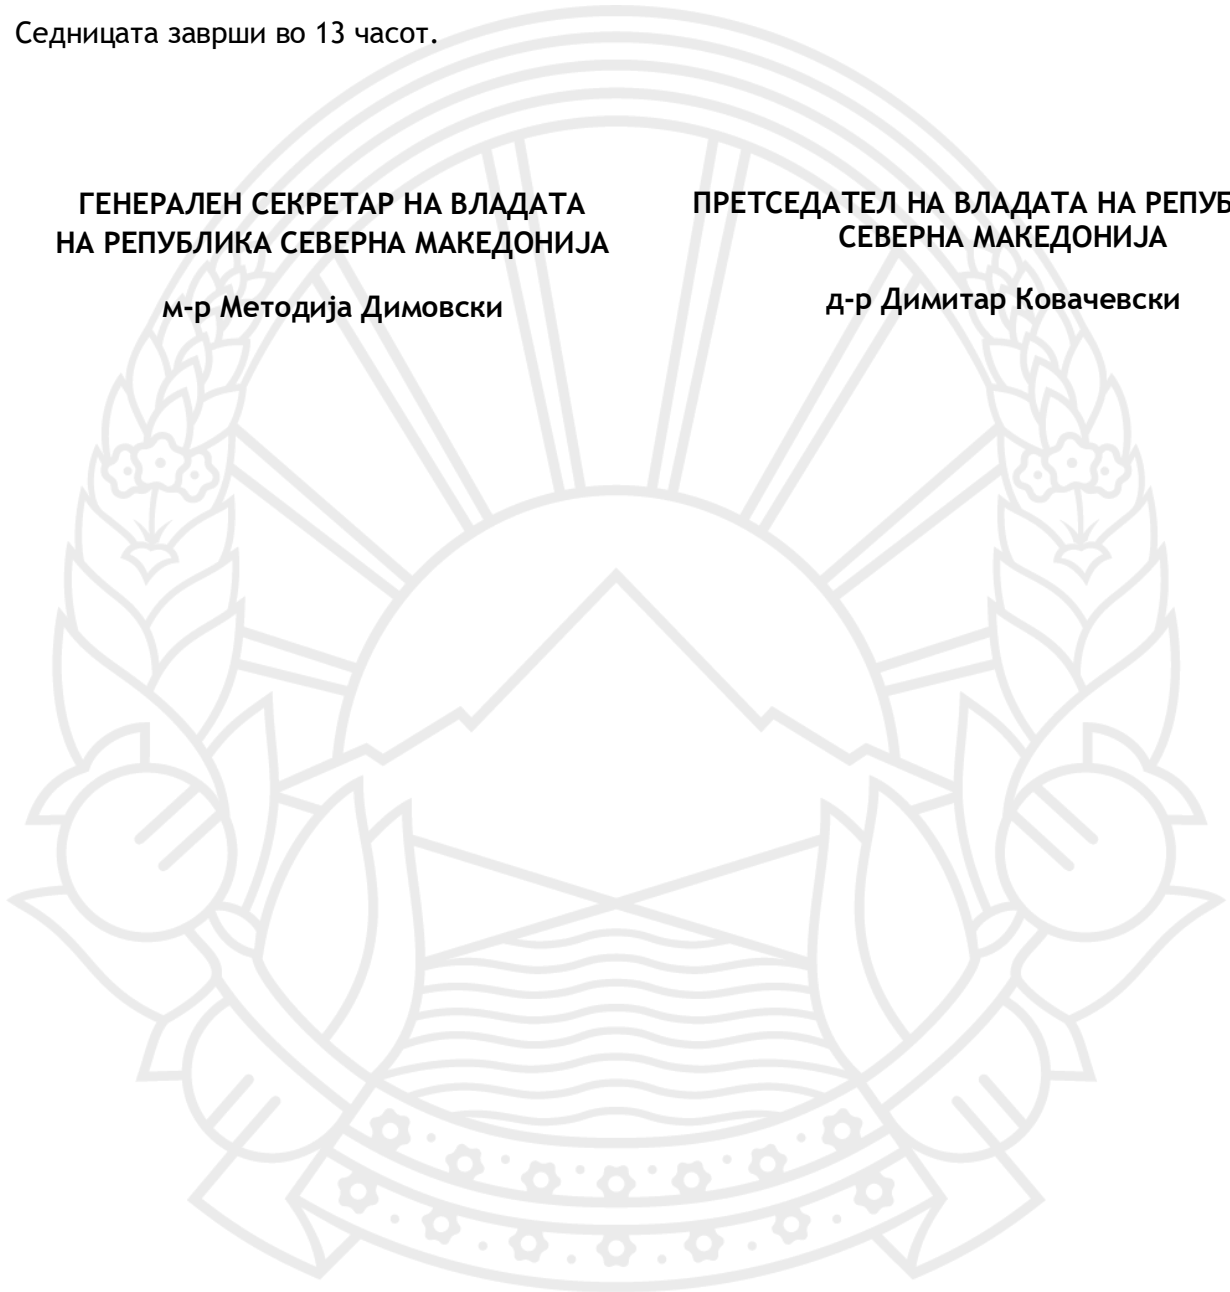 Седницата заврши во 13 часот.
ГЕНЕРАЛЕН СЕКРЕТАР НА ВЛАДАТА
НА РЕПУБЛИКА СЕВЕРНА МАКЕДОНИЈА
м-р Методија Димовски
ПРЕТСЕДАТЕЛ НА ВЛАДАТА НА
СЕВЕРНА МАКЕДОНИЈА
д-р Димитар Ковачевски